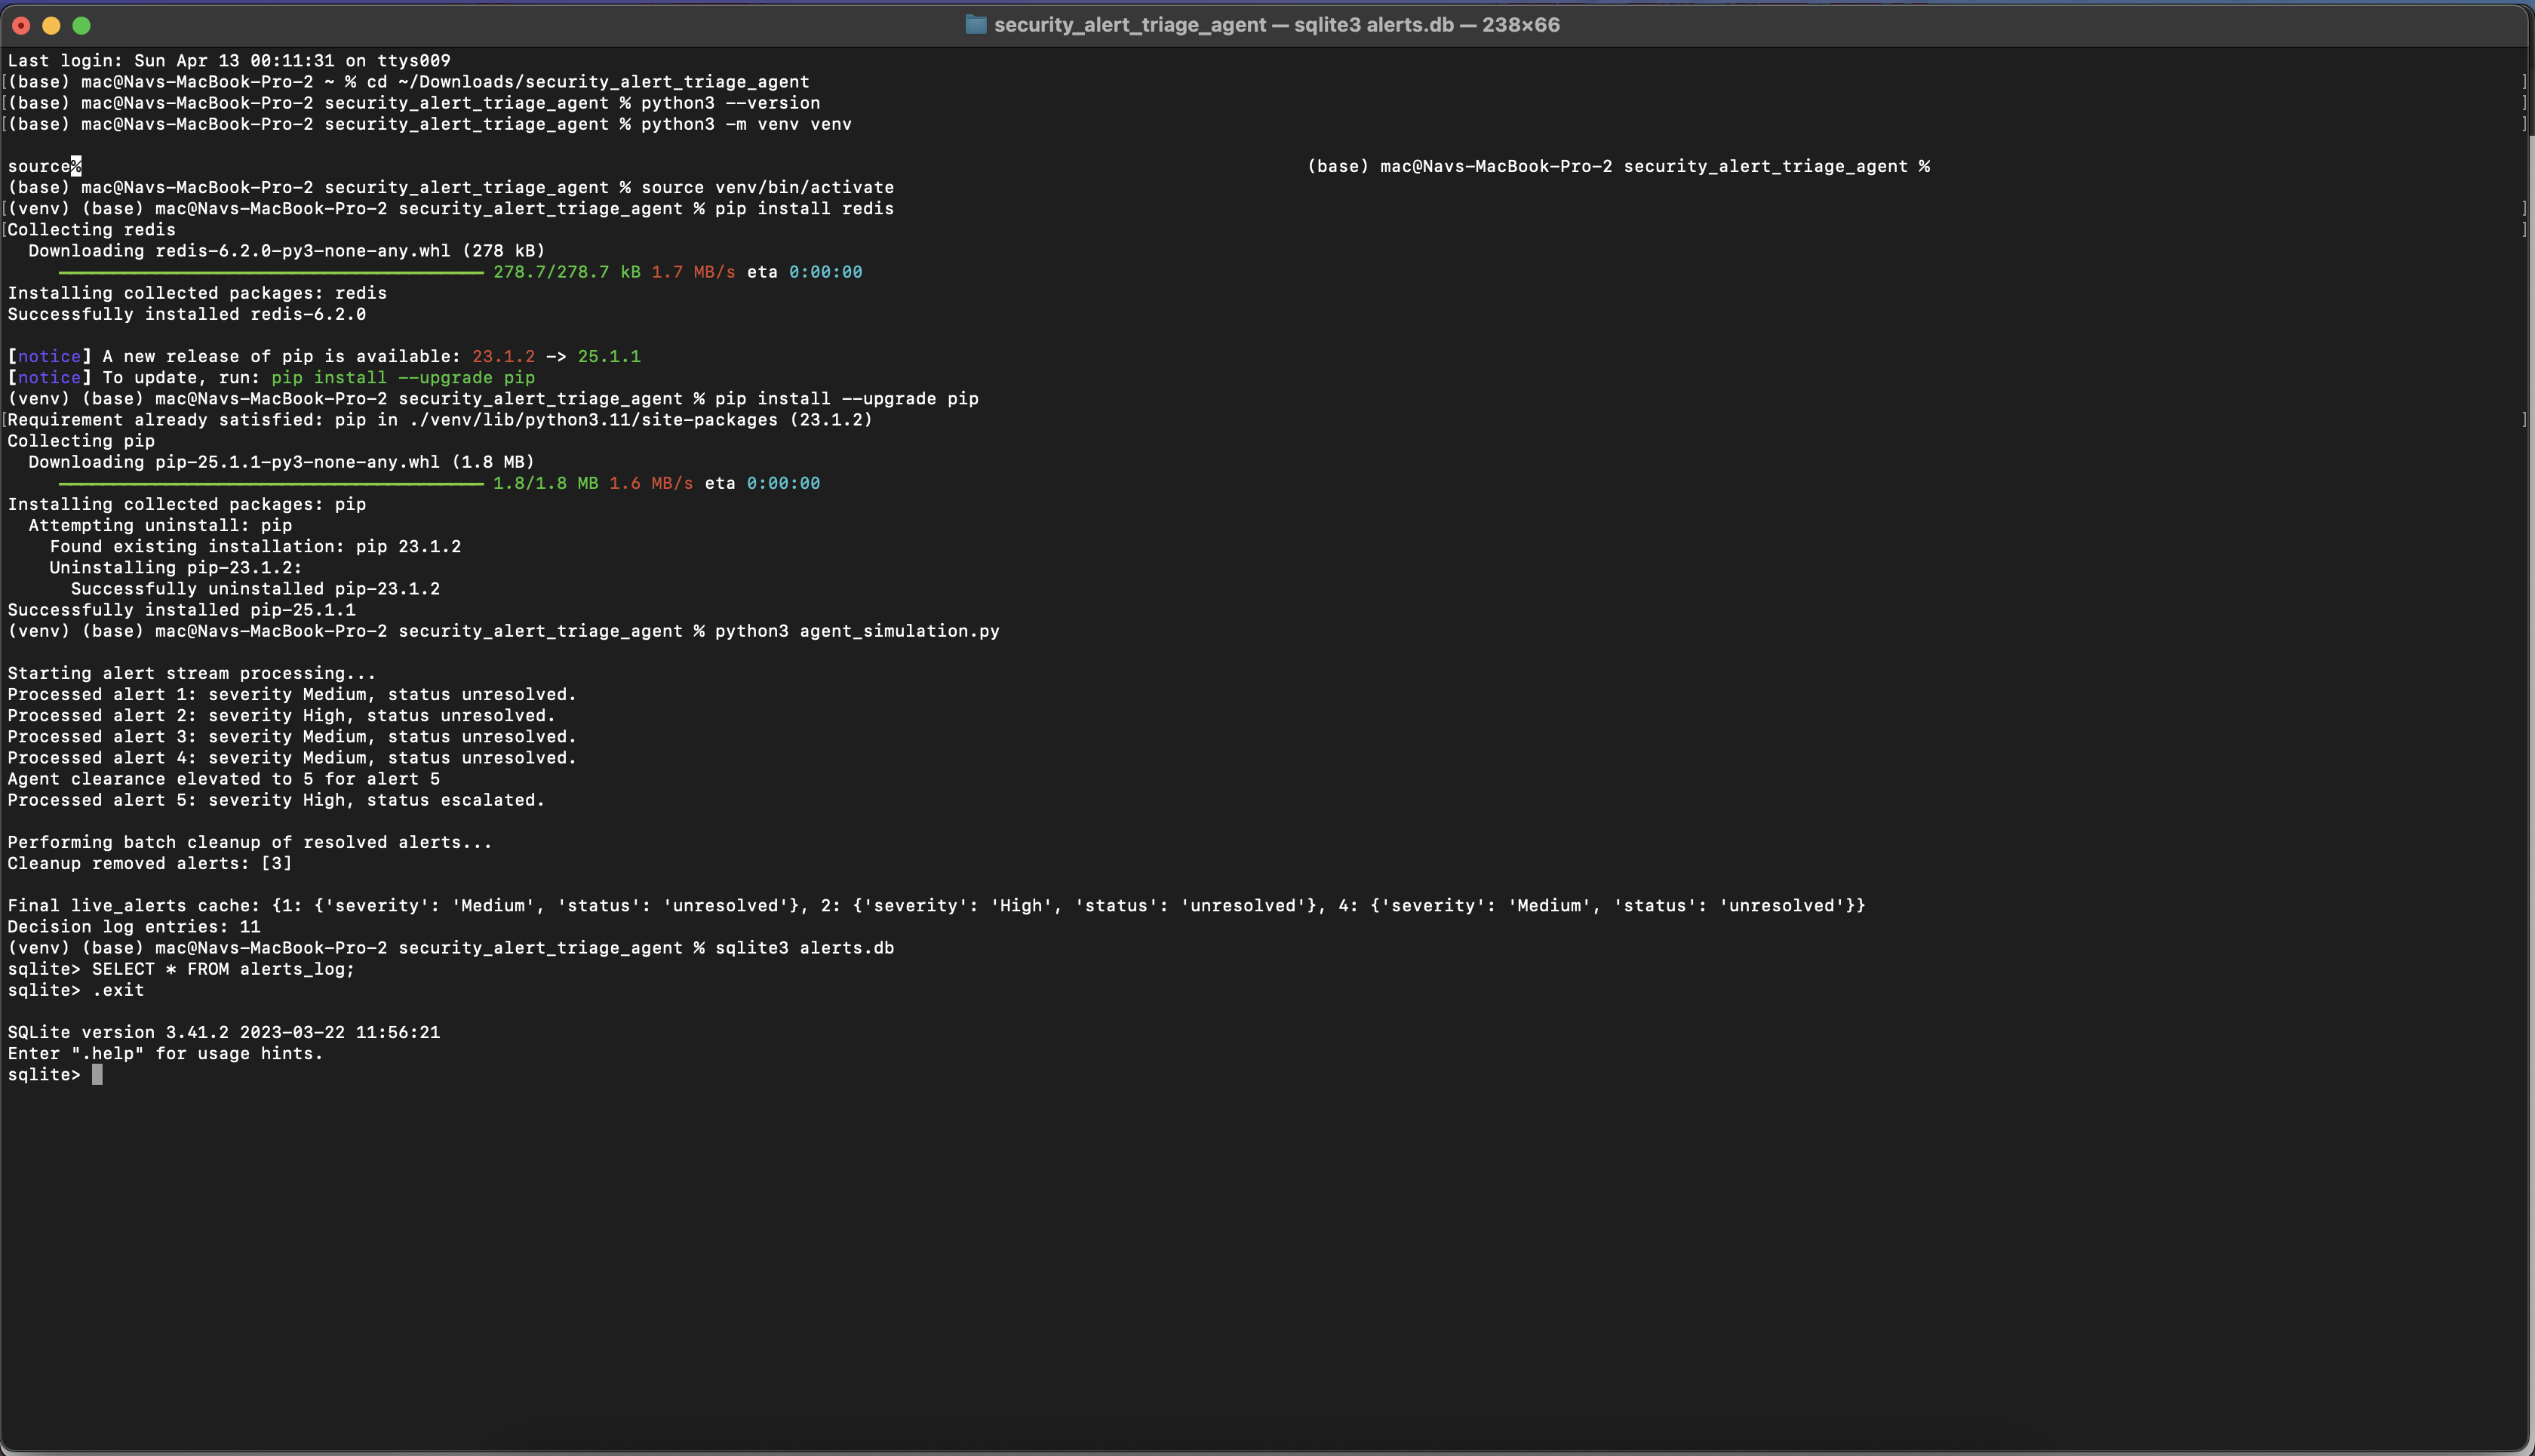 security_alert_triage_agent — sqlite3 alerts.db — 238×66
Last login: Sun Apr 13 00:11:31 on ttys009
[(base) mac@Navs-MacBook-Pro-2 ~ % cd ~/Downloads/security_alert_triage_agent ]
[(base) mac@Navs-MacBook-Pro-2 security_alert_triage_agent % python3 --version ]
[(base) mac@Navs-MacBook-Pro-2 security_alert_triage_agent % python3 -m venv venv ]
source% (base) mac@Navs-MacBook-Pro-2 security_alert_triage_agent %
(base) mac@Navs-MacBook-Pro-2 security_alert_triage_agent % source venv/bin/activate
[(venv) (base) mac@Navs-MacBook-Pro-2 security_alert_triage_agent % pip install redis ]
[Collecting redis ]
Downloading redis-6.2.0-py3-none-any.whl (278 kB)
278.7/278.7 kB 1.7 MB/s eta 0:00:00
Installing collected packages: redis
Successfully installed redis-6.2.0
[notice] A new release of pip is available: 23.1.2 -> 25.1.1
[notice] To update, run: pip install --upgrade pip
(venv) (base) mac@Navs-MacBook-Pro-2 security_alert_triage_agent % pip install --upgrade pip
[Requirement already satisfied: pip in ./venv/lib/python3.11/site-packages (23.1.2) ]
Collecting pip
Downloading pip-25.1.1-py3-none-any.whl (1.8 MB)
1.8/1.8 MB 1.6 MB/s eta 0:00:00
Installing collected packages: pip
Attempting uninstall: pip
Found existing installation: pip 23.1.2
Uninstalling pip-23.1.2:
Successfully uninstalled pip-23.1.2
Successfully installed pip-25.1.1
(venv) (base) mac@Navs-MacBook-Pro-2 security_alert_triage_agent % python3 agent_simulation.py
Starting alert stream processing...
Processed alert 1: severity Medium, status unresolved.
Processed alert 2: severity High, status unresolved.
Processed alert 3: severity Medium, status unresolved.
Processed alert 4: severity Medium, status unresolved.
Agent clearance elevated to 5 for alert 5
Processed alert 5: severity High, status escalated.
Performing batch cleanup of resolved alerts...
Cleanup removed alerts: [3]
Final live_alerts cache: {1: {'severity': 'Medium', 'status': 'unresolved'}, 2: {'severity': 'High', 'status': 'unresolved'}, 4: {'severity': 'Medium', 'status': 'unresolved'}}
Decision log entries: 11
(venv) (base) mac@Navs-MacBook-Pro-2 security_alert_triage_agent % sqlite3 alerts.db
sqlite> SELECT * FROM alerts_log;
sqlite> .exit
SQLite version 3.41.2 2023-03-22 11:56:21
Enter ".help" for usage hints.
sqlite>